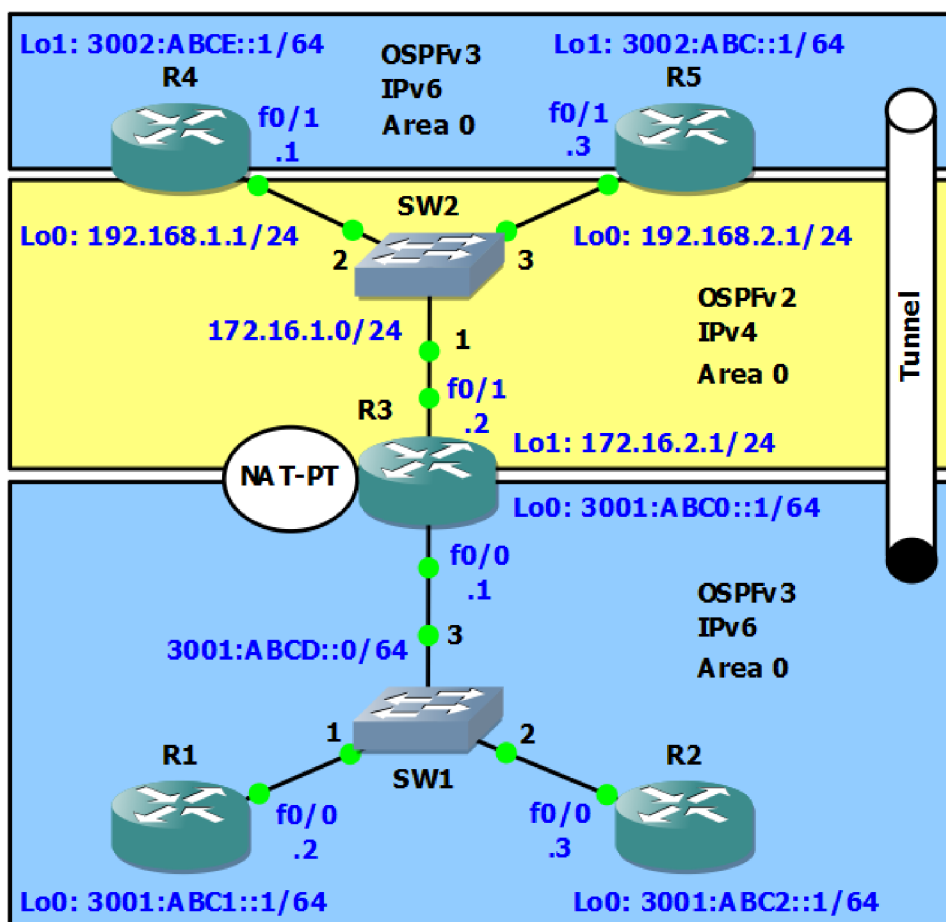 Lo1: 3002:ABCE::1/64
OSPFv3
Lo1: 3002:ABC::1/64
R4
IPv6
R5
f0/1
Area 0
f0/1
.1
.3
SW2
Lo0: 192.168.1.1/24
Lo0: 192.168.2.1/24
2
3
OSPFv2
172.16.1.0/24
1
IPv4
Tunnel
Area 0
f0/1
R3
.2
Lo1: 172.16.2.1/24
NAT-PT
Lo0: 3001:ABC0::1/64
f0/0
.1
OSPFv3
3001:ABCD::0/64
3
IPv6
Area 0
1
2
R1
SW1
R2
f0/0
f0/0
.2
.3
Lo0: 3001:ABC1::1/64
Lo0: 3001:ABC2::1/64